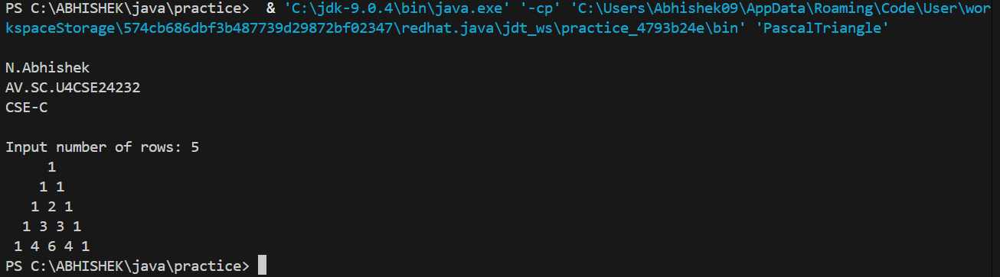 PS C:\ABHISHEK\java\practice>  & 'C:\jdk-9.0.4\bin\java.exe' '-cp' 'C:\Users\Abhishek09\AppData\Roaming\Code\User\wor
kspaceStorage\574cb686dbf3b487739d29872bf02347\redhat.java\jdt_ws\practice_4793b24e\bin' 'PascalTriangle'
N.Abhishek
AV.SC.U4CSE24232
CSE-C
Input number of rows: 5
     1
    1 1
   1 2 1
  1 3 3 1
 1 4 6 4 1
PS C:\ABHISHEK\java\practice>